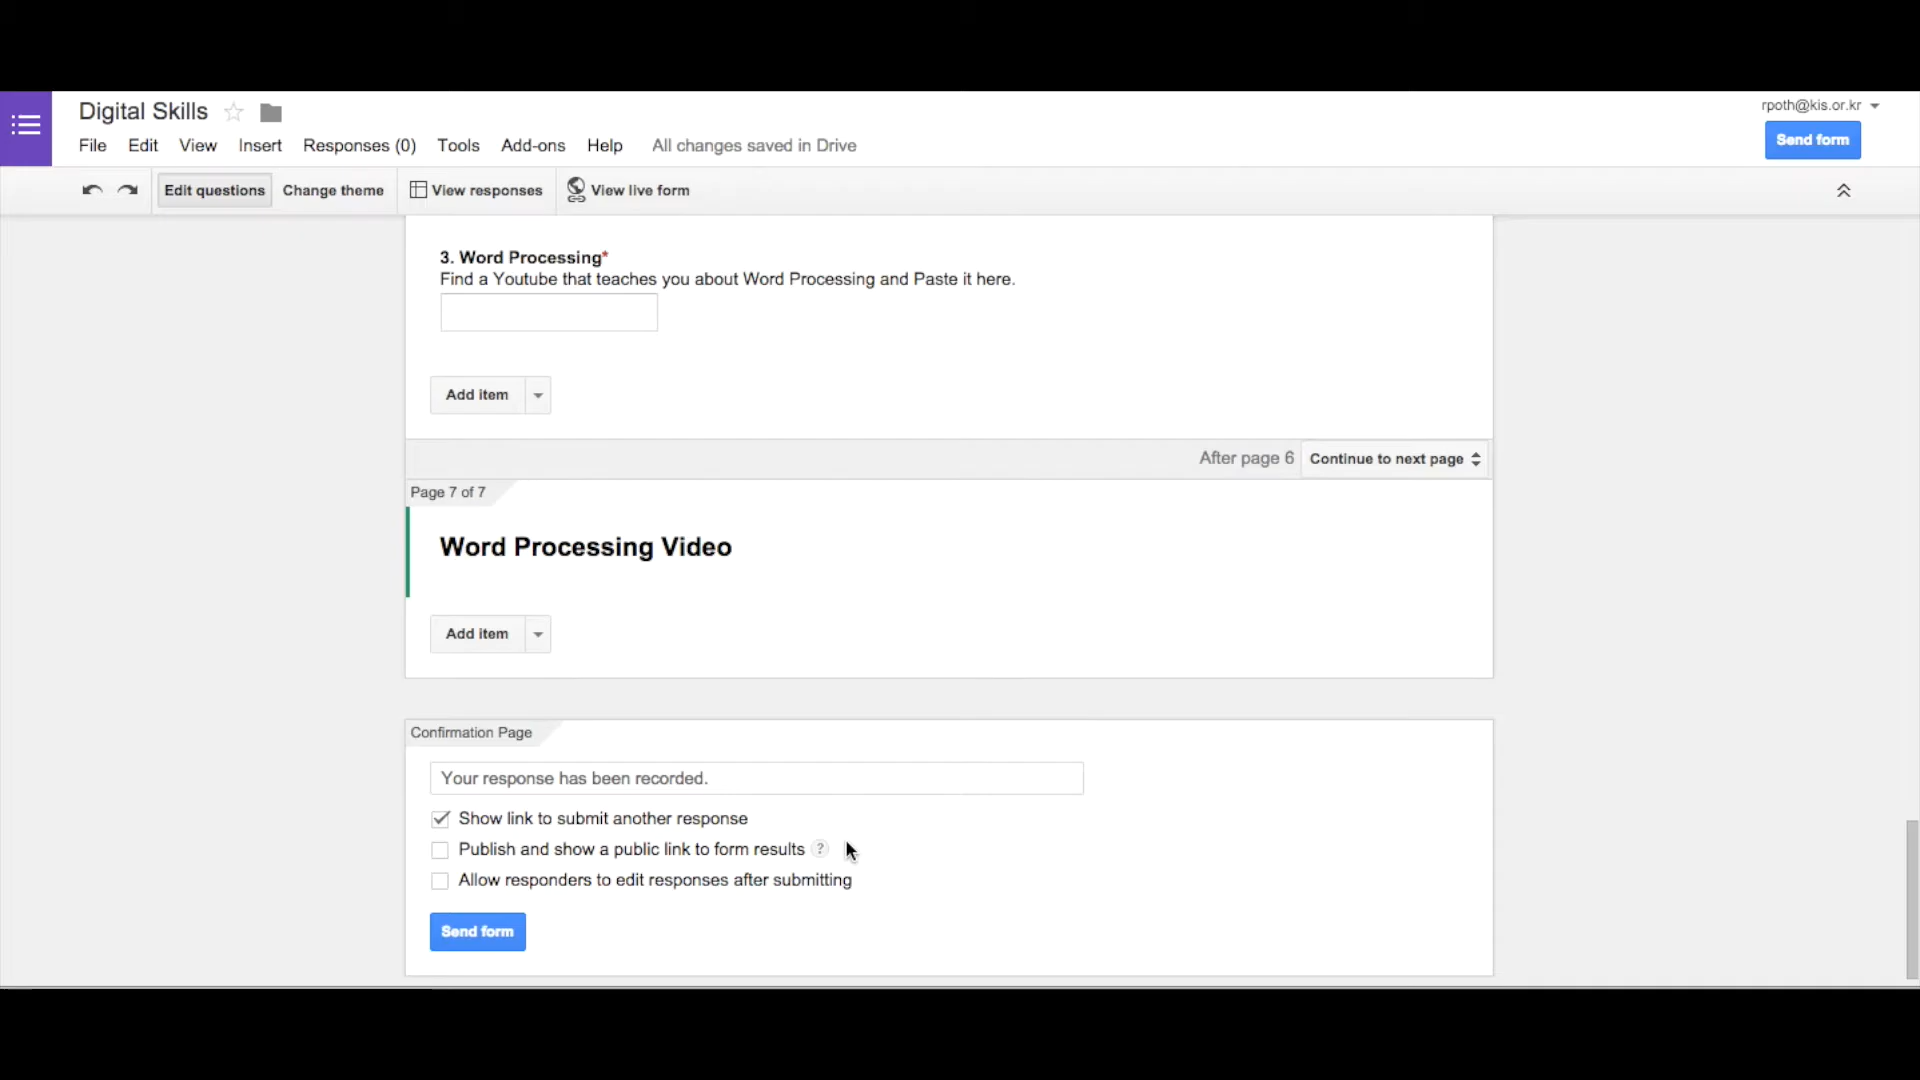 Digital Skills
rpoth@kis.or.kr
File Edit View Insert Responses (0) Tools Add-ons Help All changes saved in Drive
Send form
Edit questions Change theme View responses View live form
3. Word Processing*
Find a Youtube that teaches you about Word Processing and Paste it here.
Add item
After page 6 Continue to next page
Page 7 of 7
Word Processing Video
Add item
Confirmation Page
Your response has been recorded.
Show link to submit another response
Publish and show a public link to form results ?
Allow responders to edit responses after submitting
Send form